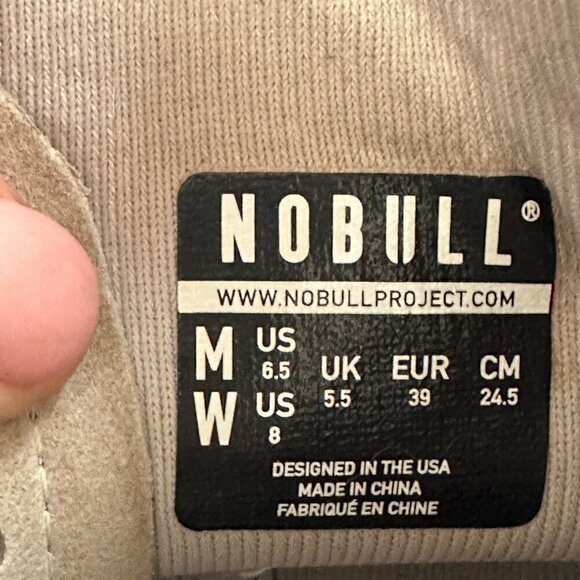 NOBULL®
WWW.NOBULLPROJECT.COM
M US 6.5 UK 5.5 EUR 39 CM 24.5
W US 8
DESIGNED IN THE USA
MADE IN CHINA
FABRIQUÉ EN CHINE